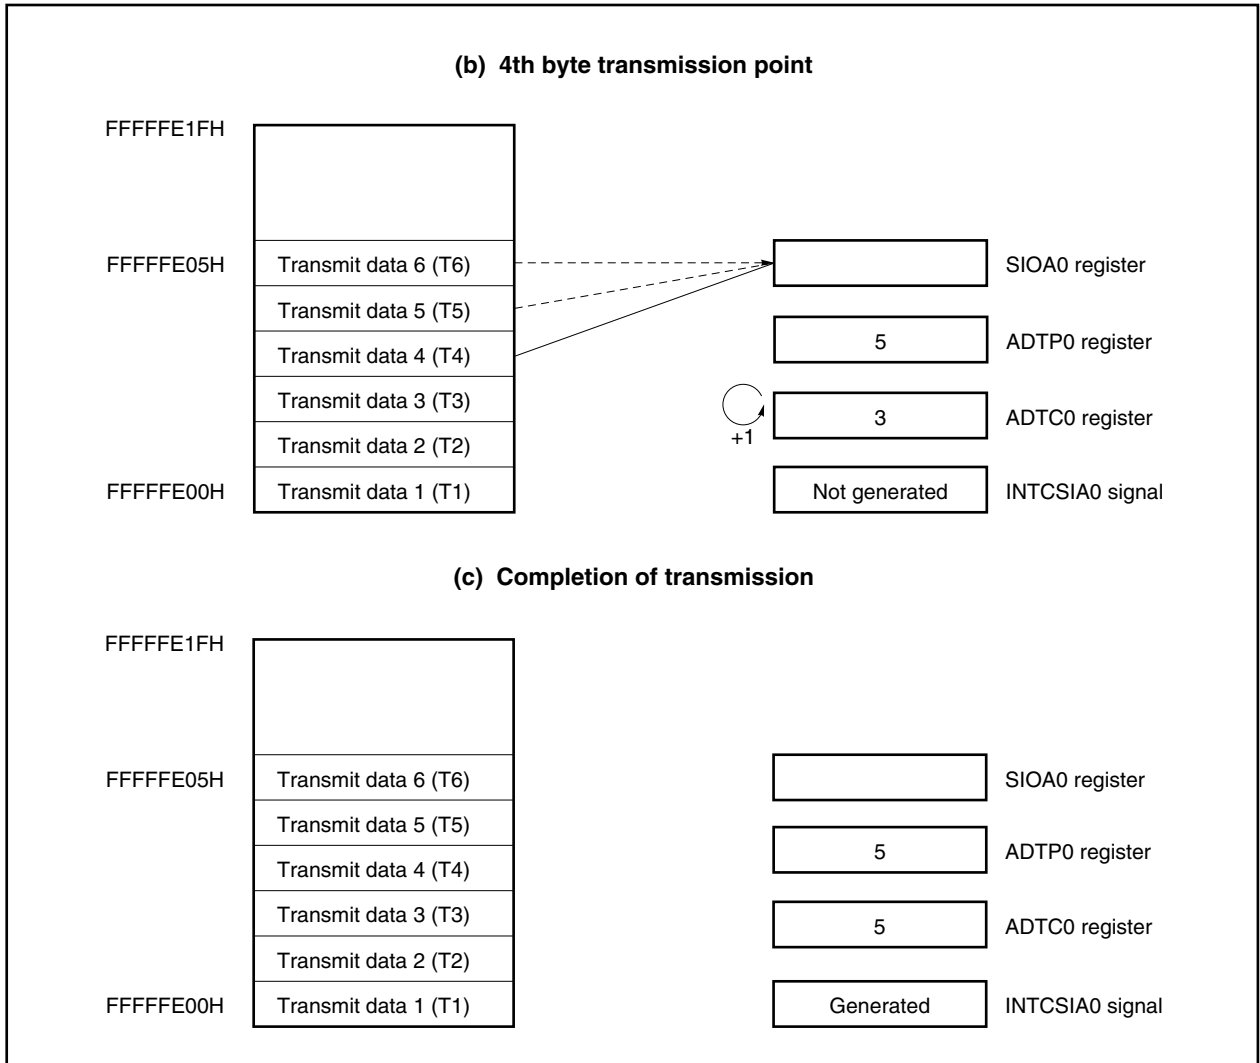 (b) 4th byte transmission point
FFFFFE1FH
FFFFFE05H
Transmit data 6 (T6)
SIOA0 register
Transmit data 5 (T5)
5
ADTP0 register
Transmit data 4 (T4)
Transmit data 3 (T3)
+1
3
ADTC0 register
Transmit data 2 (T2)
FFFFFE00H
Transmit data 1 (T1)
Not generated
INTCSIA0 signal
(c) Completion of transmission
FFFFFE1FH
FFFFFE05H
Transmit data 6 (T6)
SIOA0 register
Transmit data 5 (T5)
5
ADTP0 register
Transmit data 4 (T4)
Transmit data 3 (T3)
5
ADTC0 register
Transmit data 2 (T2)
FFFFFE00H
Transmit data 1 (T1)
Generated
INTCSIA0 signal